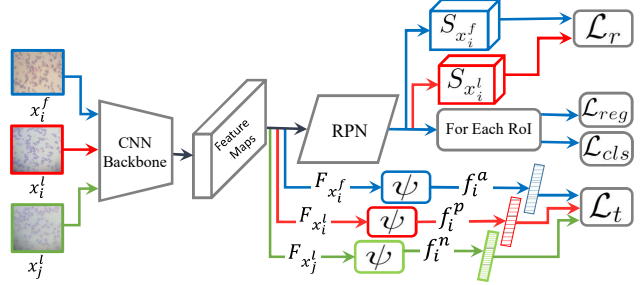 x_i^f
x_i^l
x_j^l
CNN
Backbone
Feature
Maps
RPN
S_{x_i^f}
S_{x_i^l}
ℒ_r
For Each RoI
ℒ_{reg}
ℒ_{cls}
F_{x_i^f} ψ f_i^a
F_{x_i^l} ψ f_i^p
F_{x_j^l} ψ f_i^n
ℒ_t